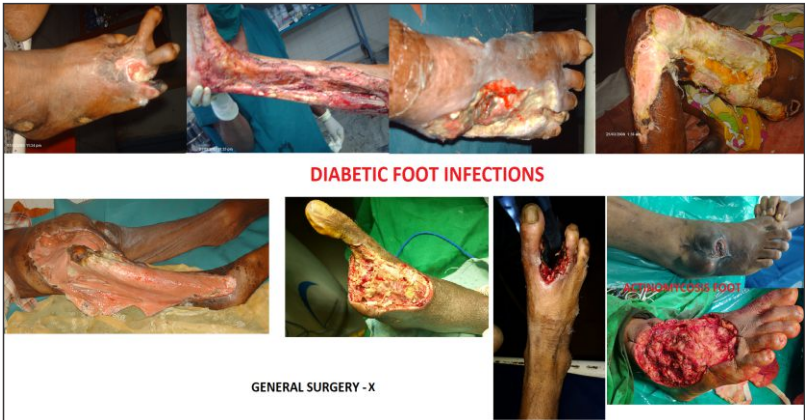 DIABETIC FOOT INFECTIONS
ACTINOMYCOSIS FOOT
GENERAL SURGERY - X